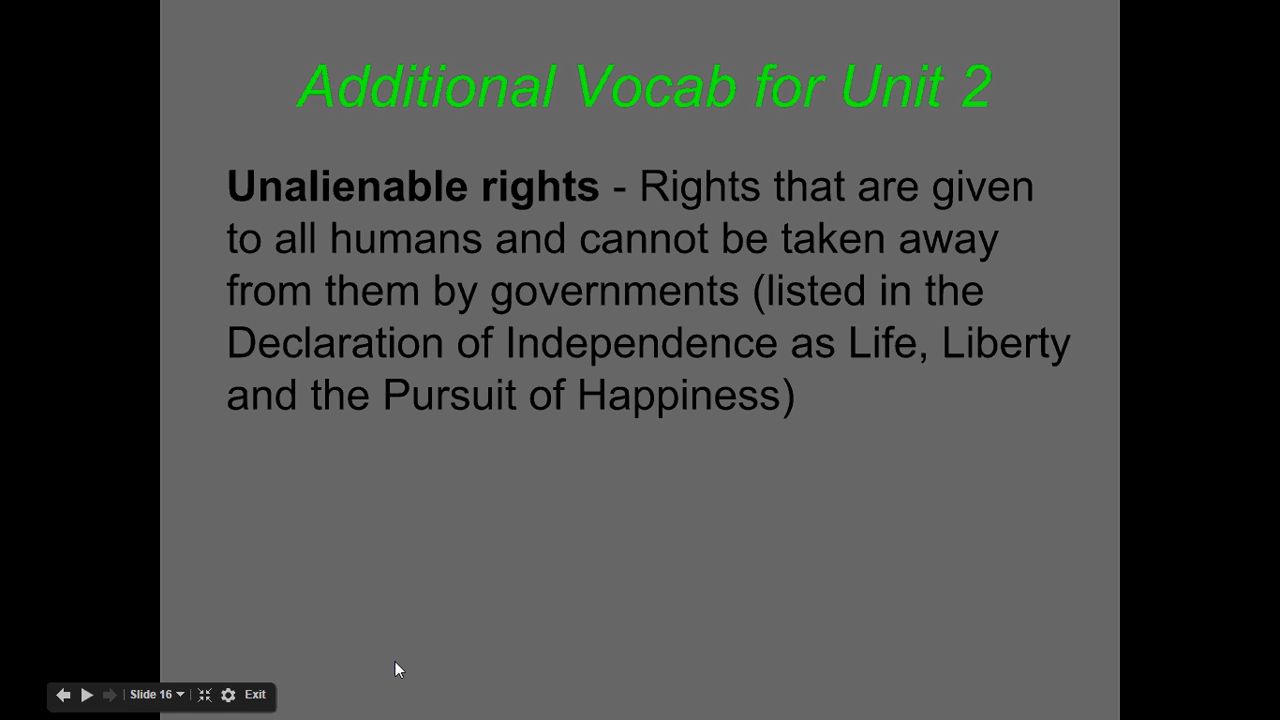 Additional Vocab for Unit 2
Unalienable rights - Rights that are given
to all humans and cannot be taken away
from them by governments (listed in the
Declaration of Independence as Life, Liberty
and the Pursuit of Happiness)
Slide 16 Exit